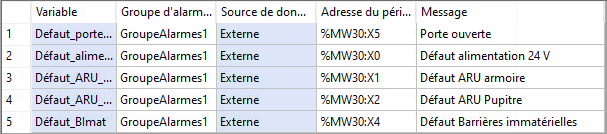 Variable Groupe d'alarm... Source de don... Adresse du péri... Message
1 Défaut_porte... GroupeAlarmes1 Externe %MW30:X5 Porte ouverte
2 Défaut_alime... GroupeAlarmes1 Externe %MW30:X0 Défaut alimentation 24 V
3 Défaut_ARU_... GroupeAlarmes1 Externe %MW30:X1 Défaut ARU armoire
4 Défaut_ARU_... GroupeAlarmes1 Externe %MW30:X2 Défaut ARU Pupitre
5 Défaut_BImat GroupeAlarmes1 Externe %MW30:X4 Défaut Barrières immatérielles